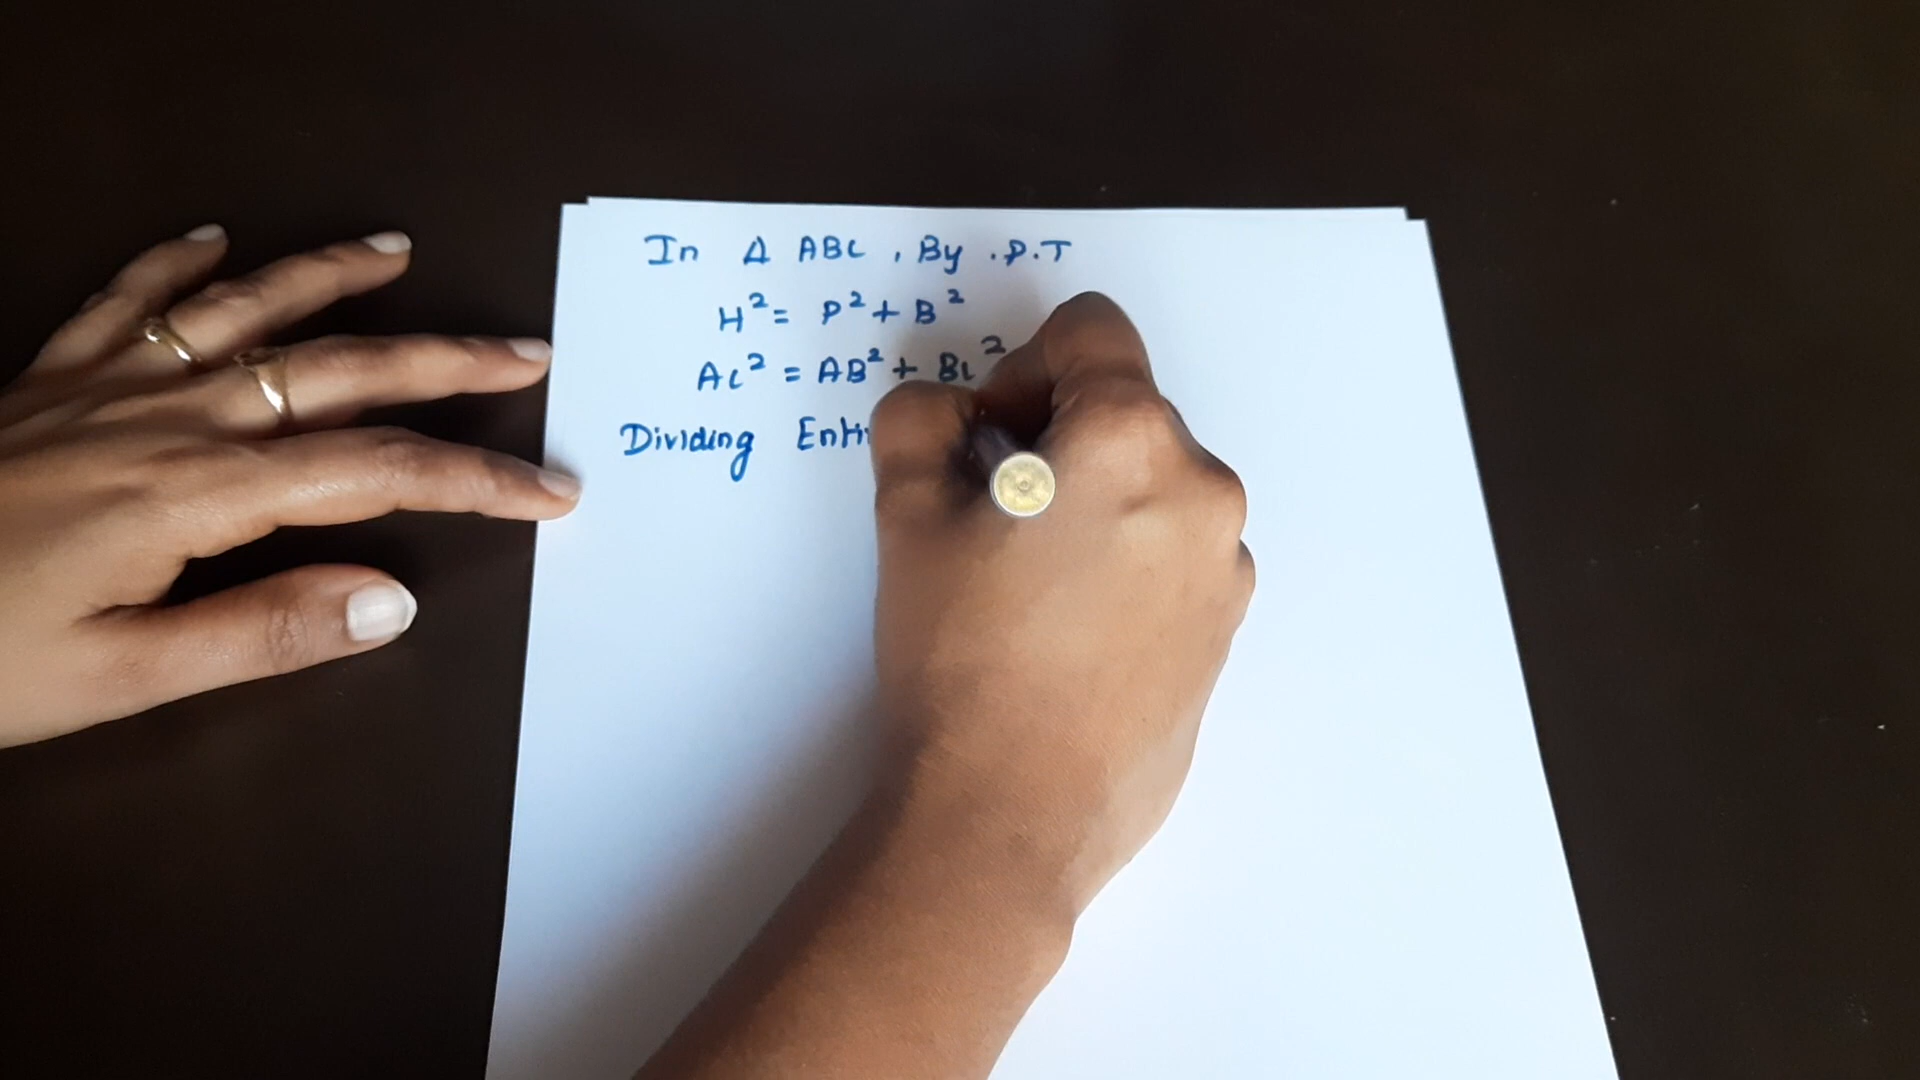 In Δ ABC, By .P.T
H² = P² + B²
AC² = AB² + BC²
Dividing